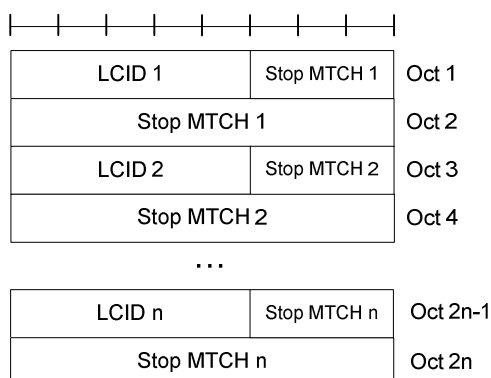 LCID 1 Stop MTCH 1 Oct 1
Stop MTCH 1 Oct 2
LCID 2 Stop MTCH 2 Oct 3
Stop MTCH 2 Oct 4
...
LCID n Stop MTCH n Oct 2n-1
Stop MTCH n Oct 2n